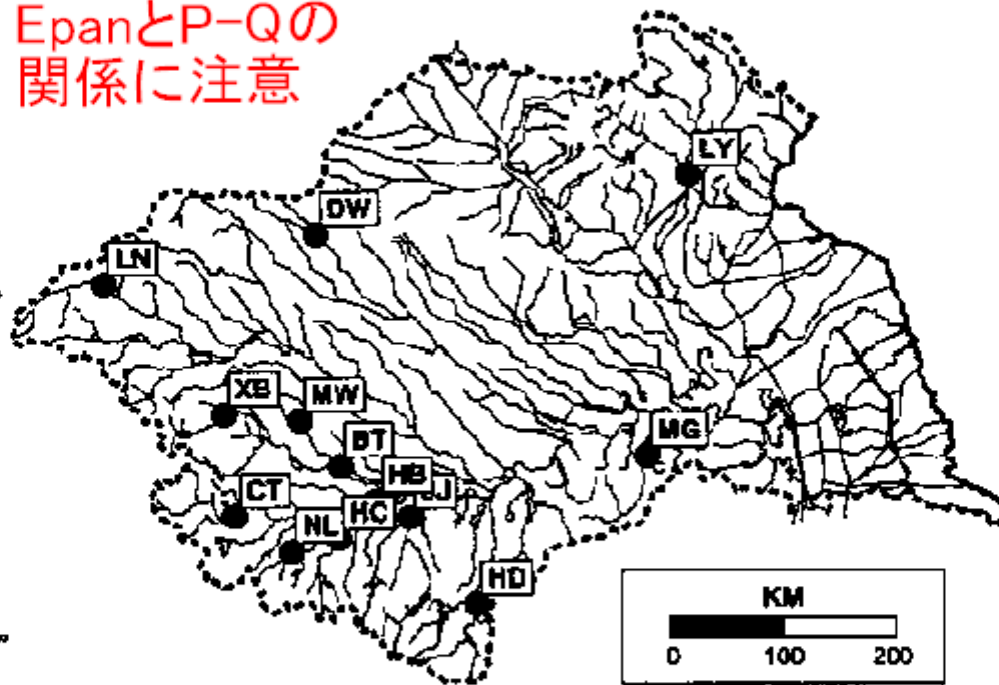 EpanとP-Qの
関係に注意
LY
DW
LN
XB
MW
MG
BT
HB
JJ
CT
HC
NL
HD
KM
0 100 200